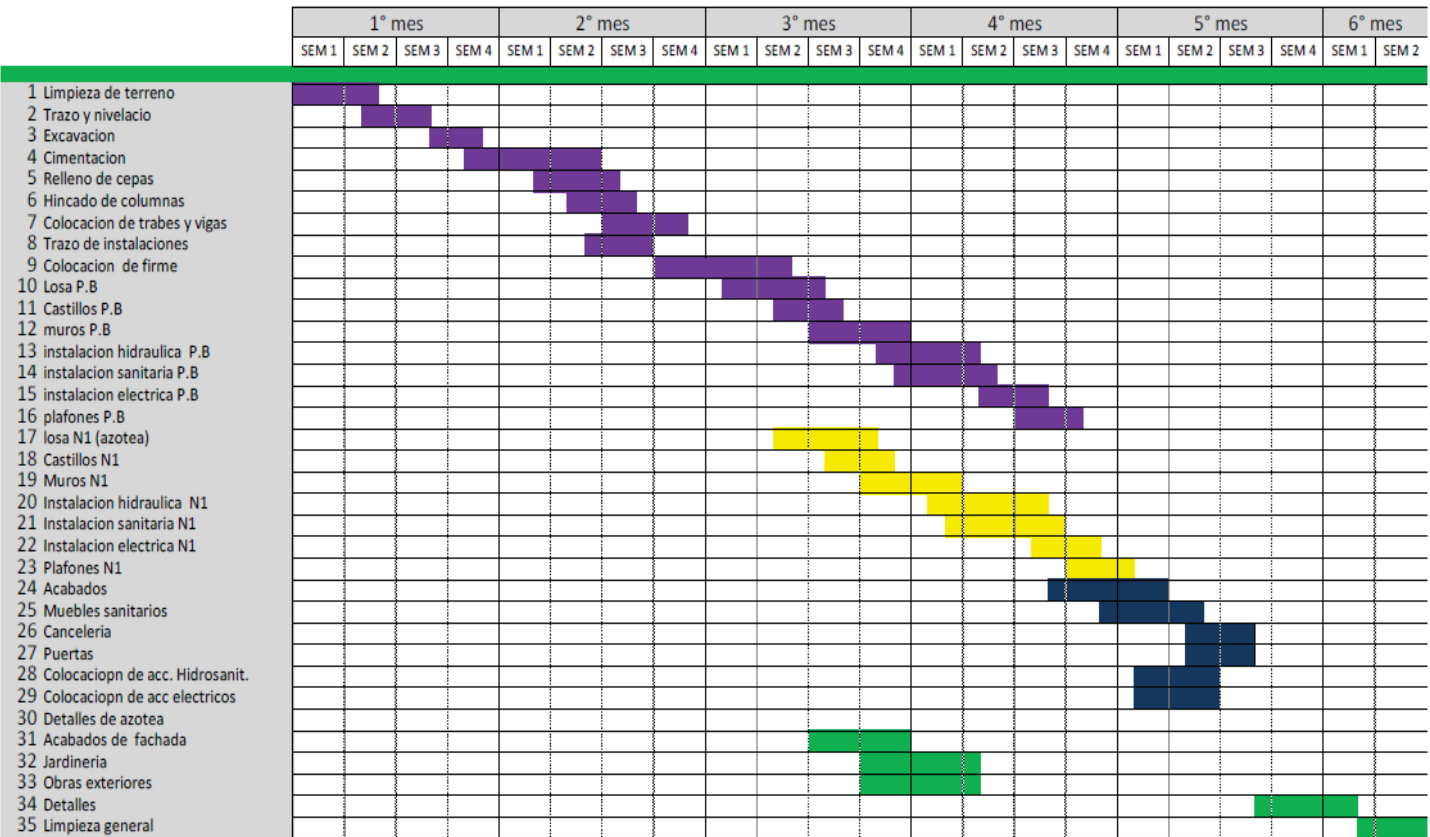 1° mes 2° mes 3° mes 4° mes 5° mes 6° mes
SEM 1 SEM 2 SEM 3 SEM 4 SEM 1 SEM 2 SEM 3 SEM 4 SEM 1 SEM 2 SEM 3 SEM 4 SEM 1 SEM 2 SEM 3 SEM 4 SEM 1 SEM 2 SEM 3 SEM 4 SEM 1 SEM 2
1 Limpieza de terreno
2 Trazo y nivelacio
3 Excavacion
4 Cimentacion
5 Relleno de cepas
6 Hincado de columnas
7 Colocacion de trabes y vigas
8 Trazo de instalaciones
9 Colocacion de firme
10 Losa P.B
11 Castillos P.B
12 muros P.B
13 instalacion hidraulica P.B
14 instalacion sanitaria P.B
15 instalacion electrica P.B
16 plafones P.B
17 losa N1 (azotea)
18 Castillos N1
19 Muros N1
20 Instalacion hidraulica N1
21 Instalacion sanitaria N1
22 Instalacion electrica N1
23 Plafones N1
24 Acabados
25 Muebles sanitarios
26 Canceleria
27 Puertas
28 Colocaciopn de acc. Hidrosanit.
29 Colocaciopn de acc electricos
30 Detalles de azotea
31 Acabados de fachada
32 Jardineria
33 Obras exteriores
34 Detalles
35 Limpieza general